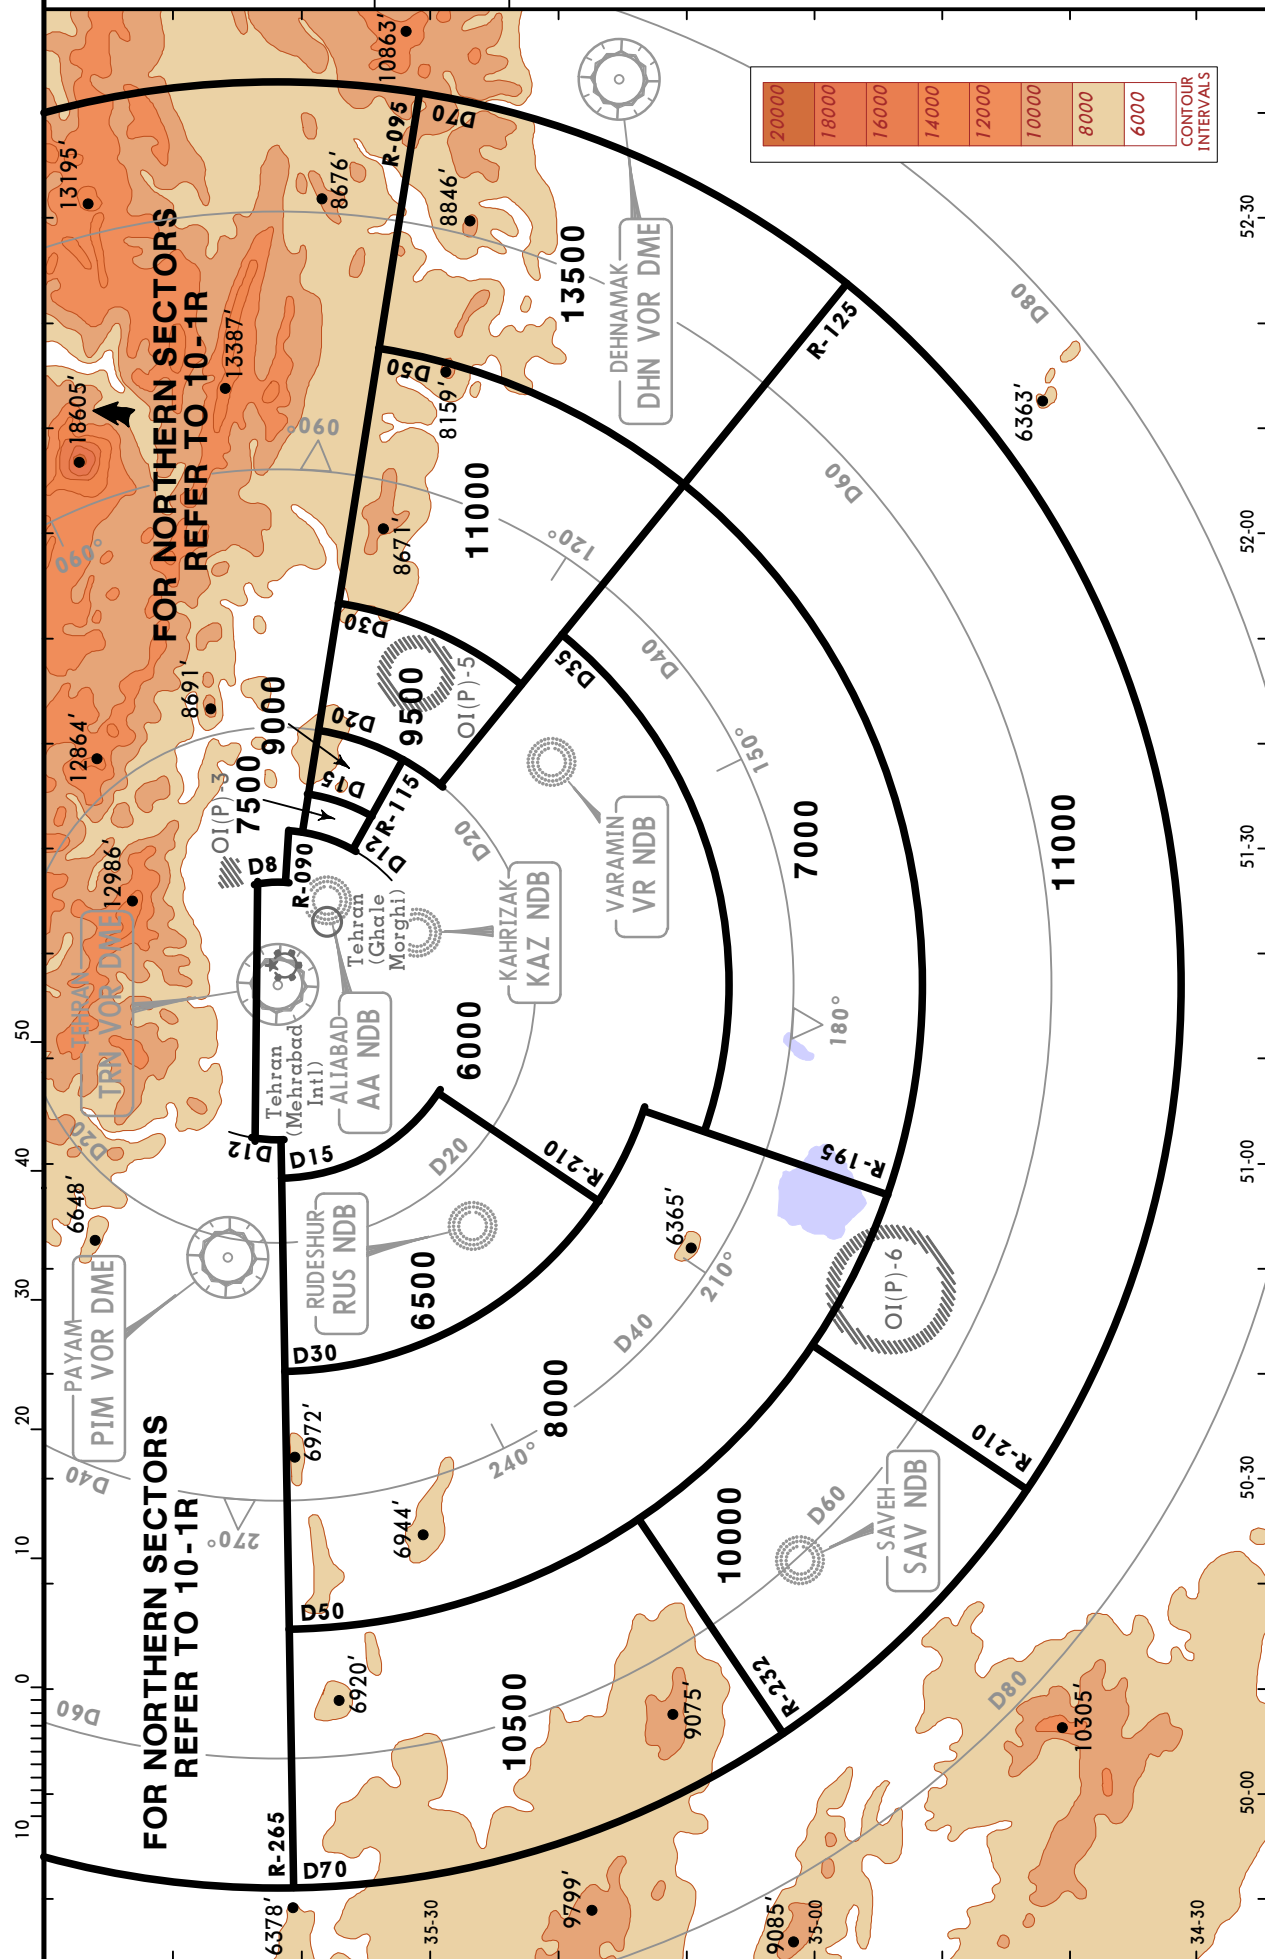 10
0
10
20
30
40
50
FOR NORTHERN SECTORS
REFER TO 10-1R
FOR NORTHERN SECTORS
REFER TO 10-1R
PAYAM
PIM VOR DME
TEHRAN
TRN VOR DME
6648'
12986'
12864'
8691'
18605'
13387'
13195'
8676'
10863'
8846'
8159'
8671'
D60
D40
D20
270°
060°
090°
OI(P)-3
7500
9000
R-265
D70
D50
D30
D15
D12
D8
R-090
D12
R-115
D15
D20
D30
D50
R-095
D70
Tehran
(Mehrabad
Intl)
Tehran
(Ghale
Morghi)
ALIABAD
AA NDB
RUDESHUR
RUS NDB
KAHRIZAK
KAZ NDB
VARAMIN
VR NDB
DEHNAMAK
DHN VOR DME
SAVEH
SAV NDB
6378'
6920'
6972'
6944'
6365'
9075'
9799'
9085'
10305'
6363'
6500
6000
9500
OI(P)-5
11000
13500
8000
10500
10000
7000
11000
OI(P)-6
D20
D20
D35
D40
D40
D60
D60
D80
D80
120°
150°
180°
210°
240°
R-125
R-195
R-210
R-210
R-232
20000
18000
16000
14000
12000
10000
8000
6000
CONTOUR
INTERVALS
35-30
35-00
34-30
50-00
50-30
51-00
51-30
52-00
52-30